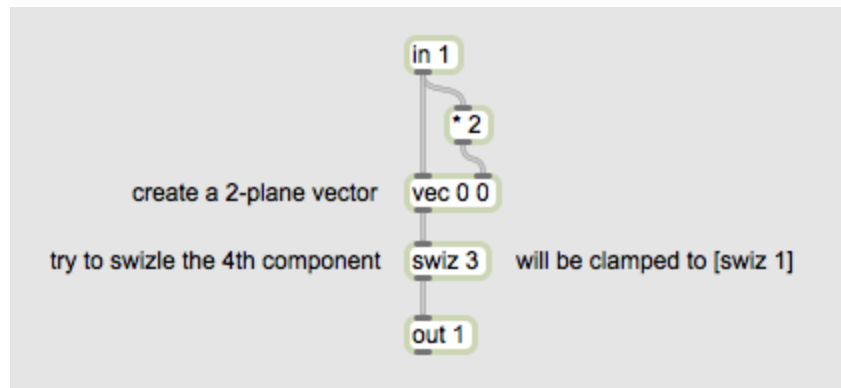 in 1
* 2
create a 2-plane vector
vec 0 0
try to swizle the 4th component
swiz 3
will be clamped to [swiz 1]
out 1